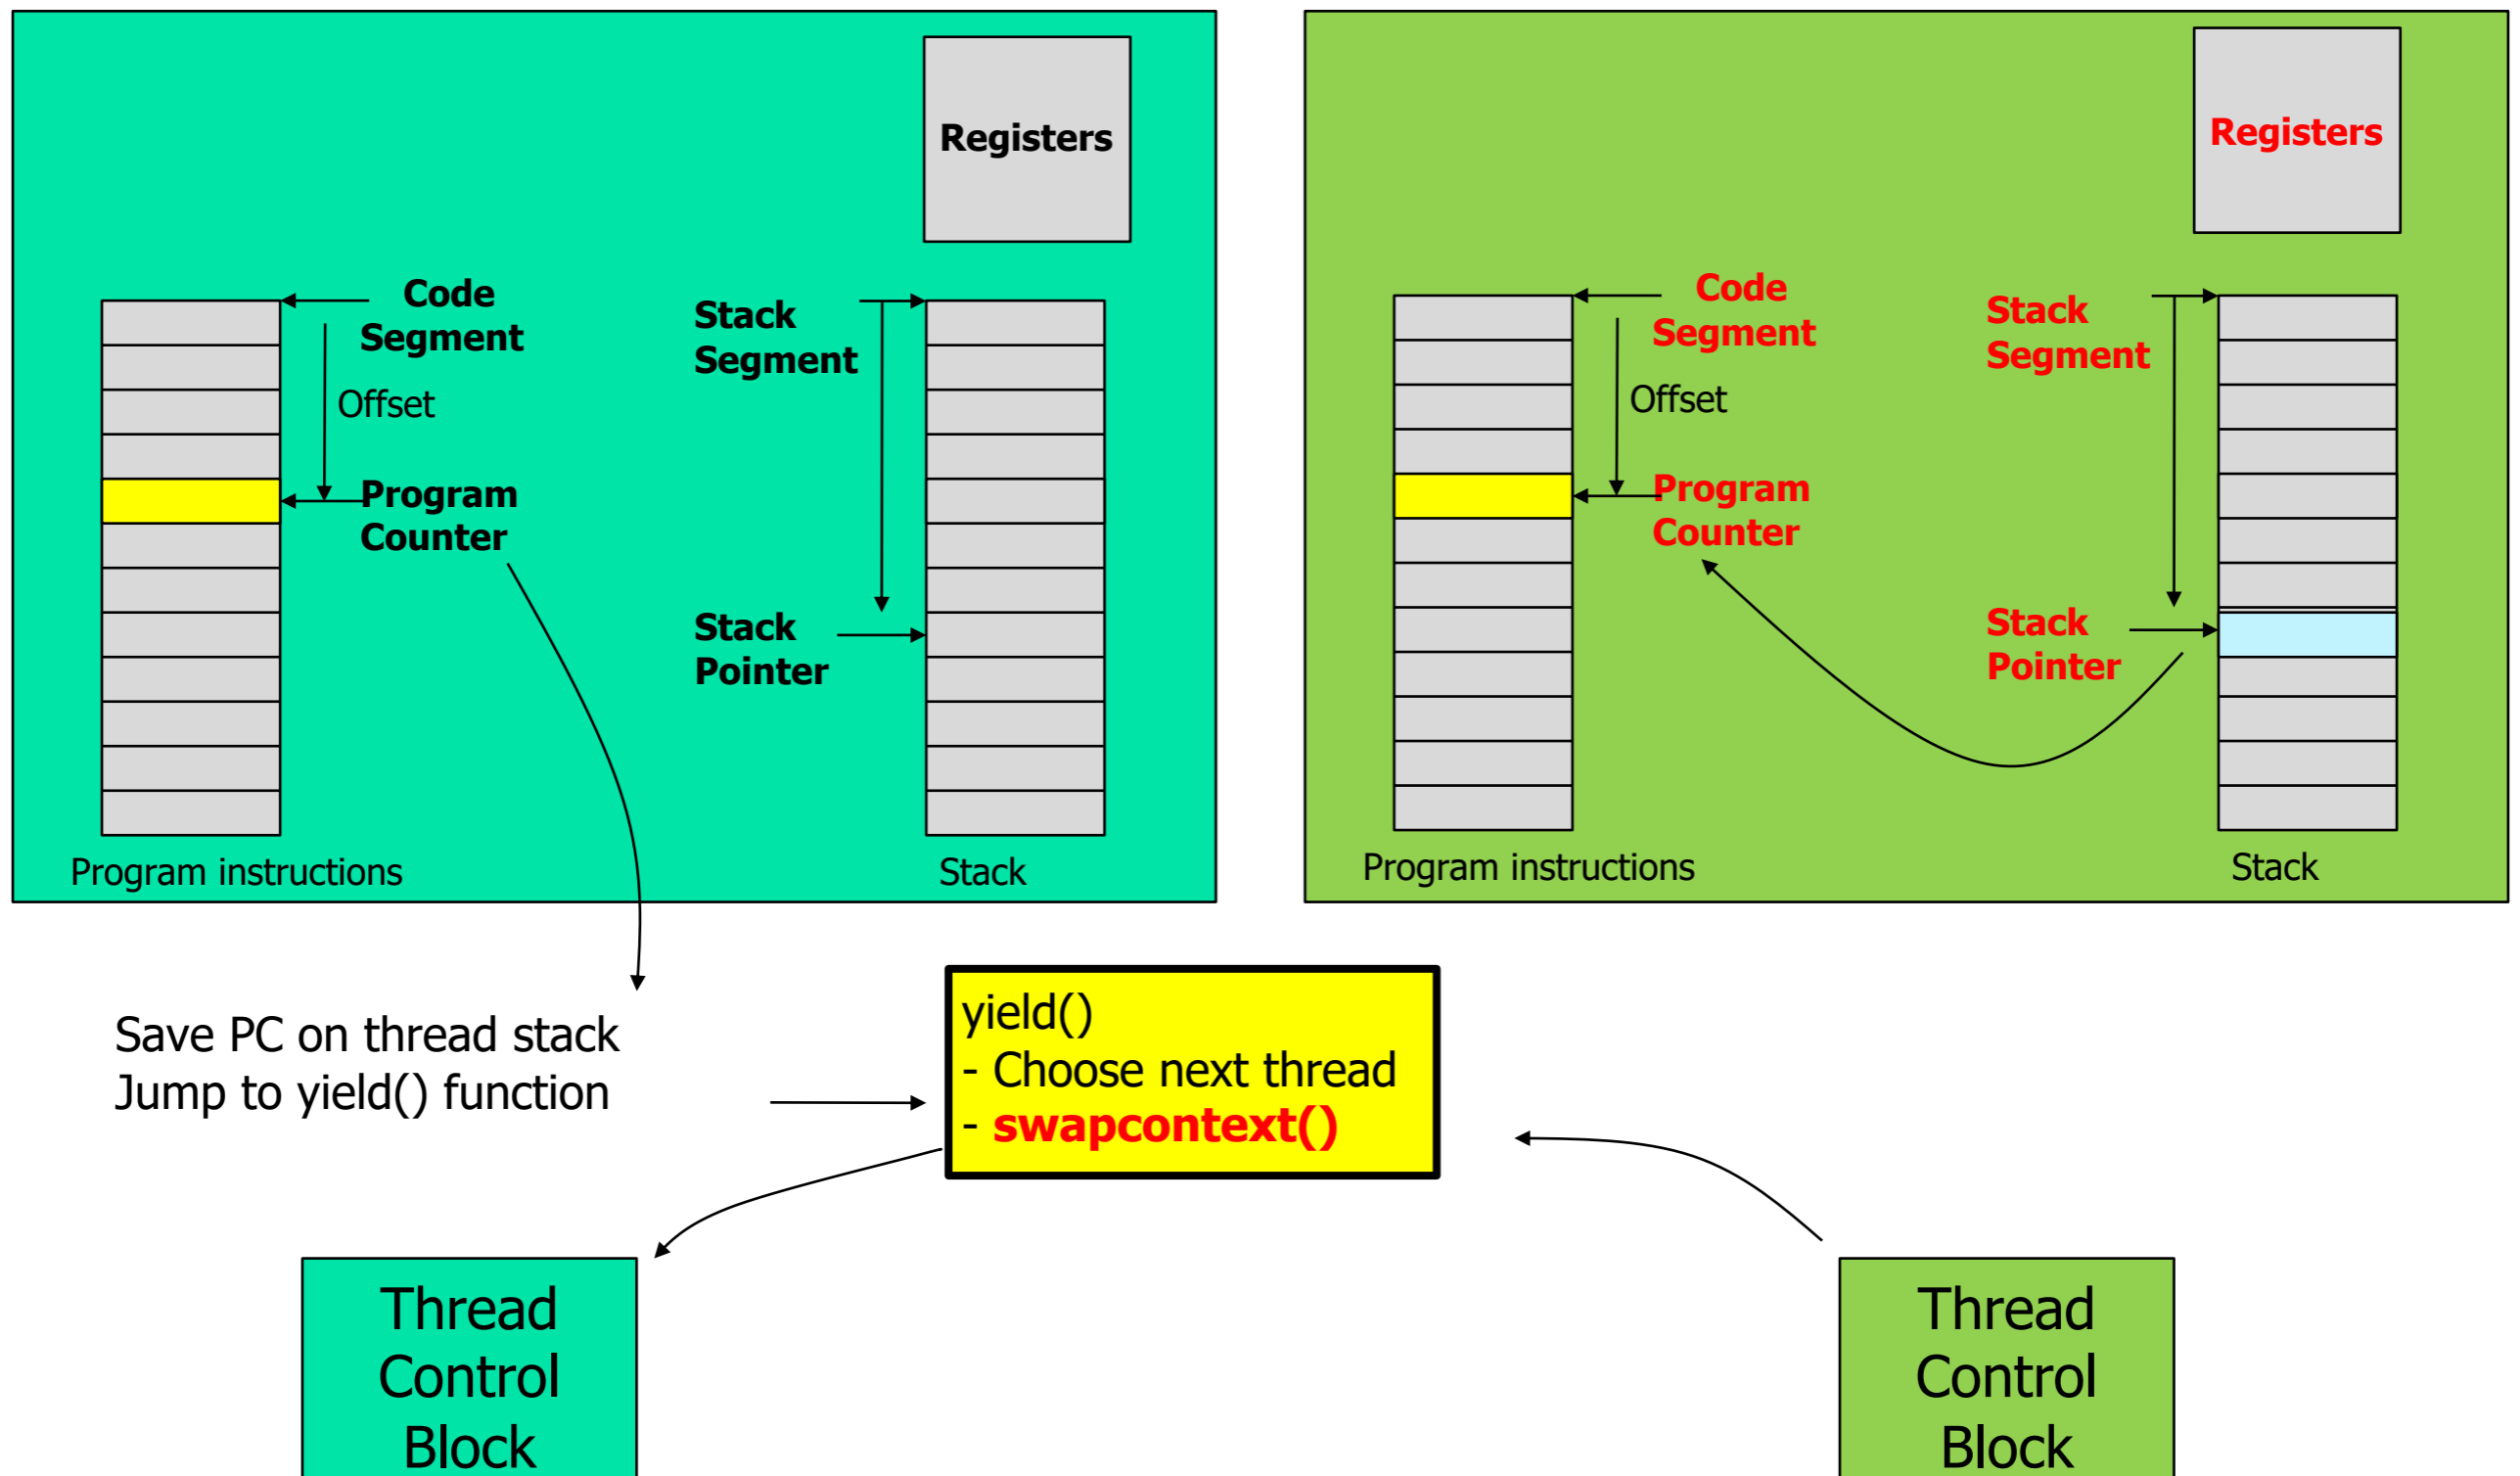 Registers
Code
Segment
Offset
Program
Counter
Stack
Segment
Stack
Pointer
Program instructions
Stack
Registers
Code
Segment
Offset
Program
Counter
Stack
Segment
Stack
Pointer
Program instructions
Stack
Save PC on thread stack
Jump to yield() function
yield()
- Choose next thread
- swapcontext()
Thread
Control
Block
Thread
Control
Block